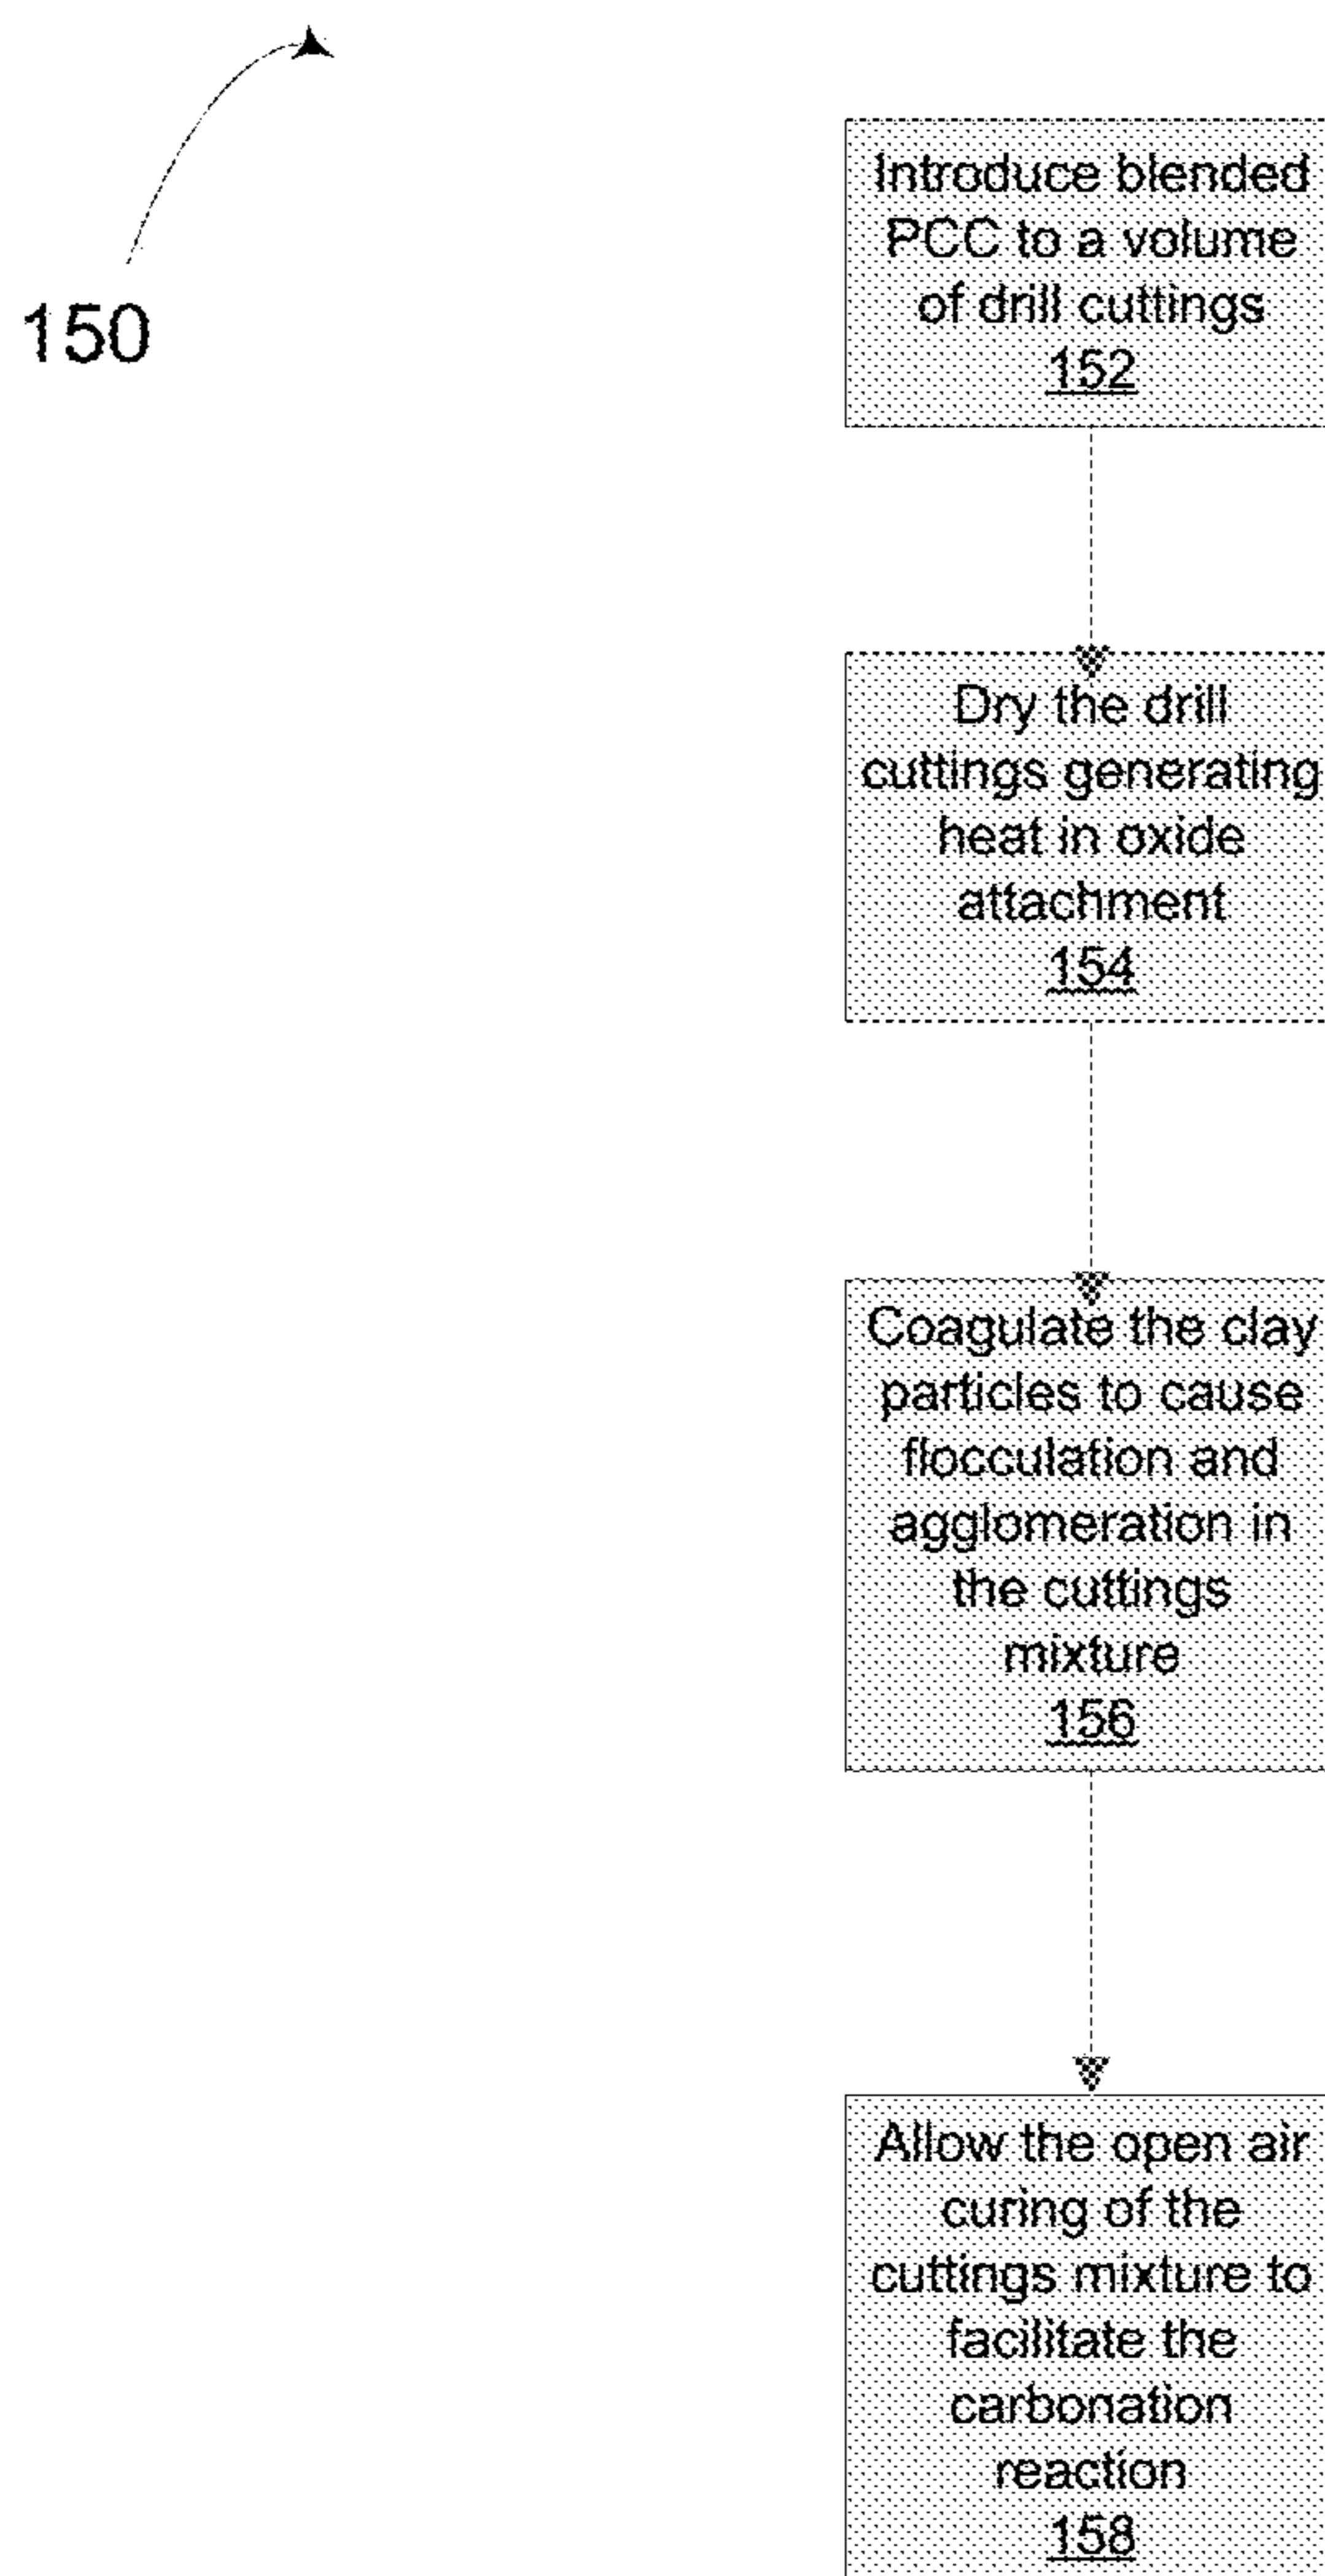 150
Introduce blended
PCC to a volume
of drill cuttings
152
Dry the drill
cuttings generating
heat in oxide
attachment
154
Coagulate the clay
particles to cause
flocculation and
agglomeration in
the cuttings
mixture
156
Allow the open air
curing of the
cuttings mixture to
facilitate the
carbonation
reaction
158